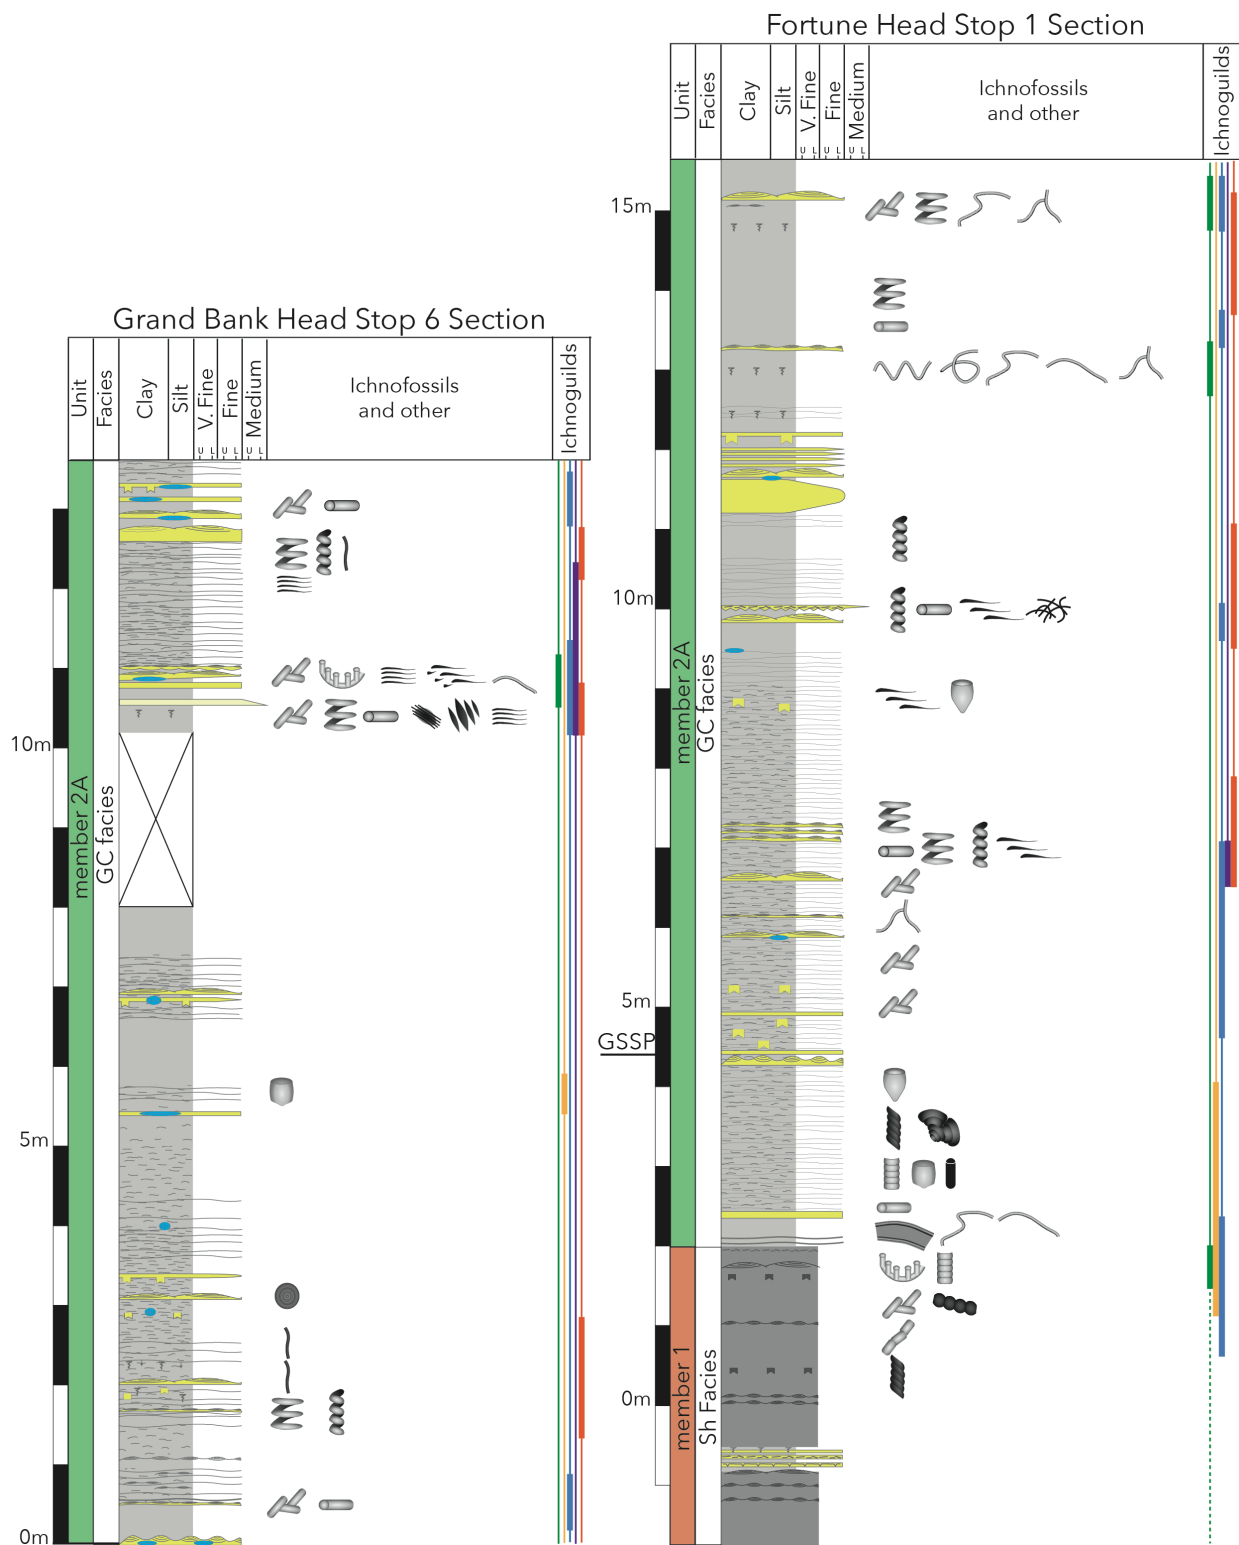 Fortune Head Stop 1 Section
Unit
Facies
Clay
Silt
V. Fine
Fine
Medium
U L
U L
U L
Ichnofossils
and other
Ichnoguilds
15m
10m
5m
GSSP
0m
member 2A
GC facies
member 1
Sh Facies
Grand Bank Head Stop 6 Section
Unit
Facies
Clay
Silt
V. Fine
Fine
Medium
U L
U L
U L
Ichnofossils
and other
Ichnoguilds
10m
5m
0m
member 2A
GC facies